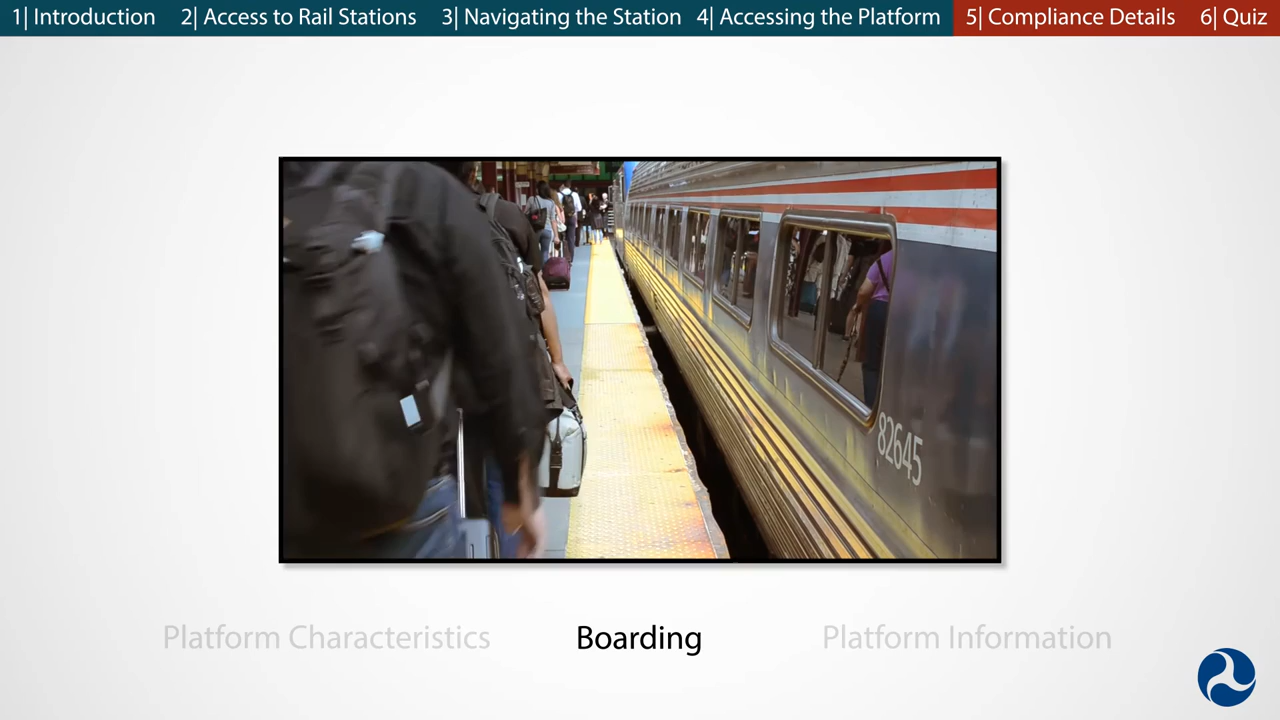 1| Introduction 2| Access to Rail Stations 3| Navigating the Station 4| Accessing the Platform 5| Compliance Details 6| Quiz
82645
Platform Characteristics Boarding Platform Information